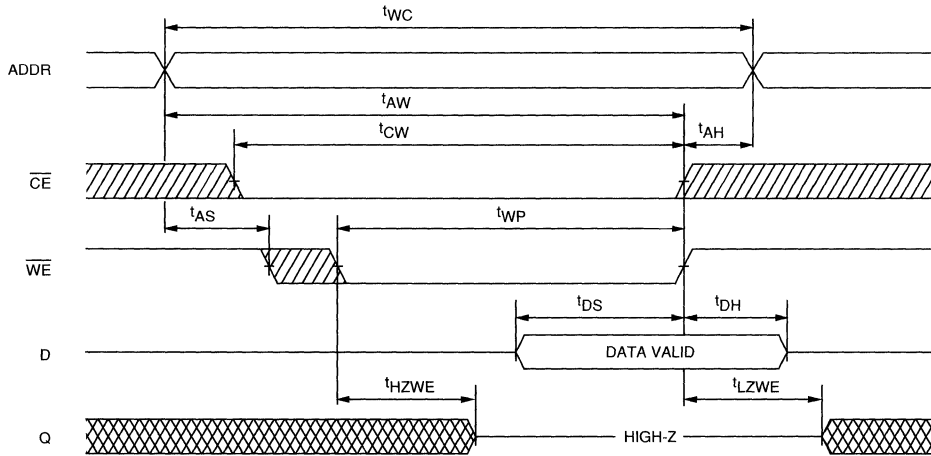 tWC
ADDR
tAW
tCW
tAH
CE
tAS
tWP
WE
tDS
tDH
D
DATA VALID
tHZWE
tLZWE
Q
HIGH-Z